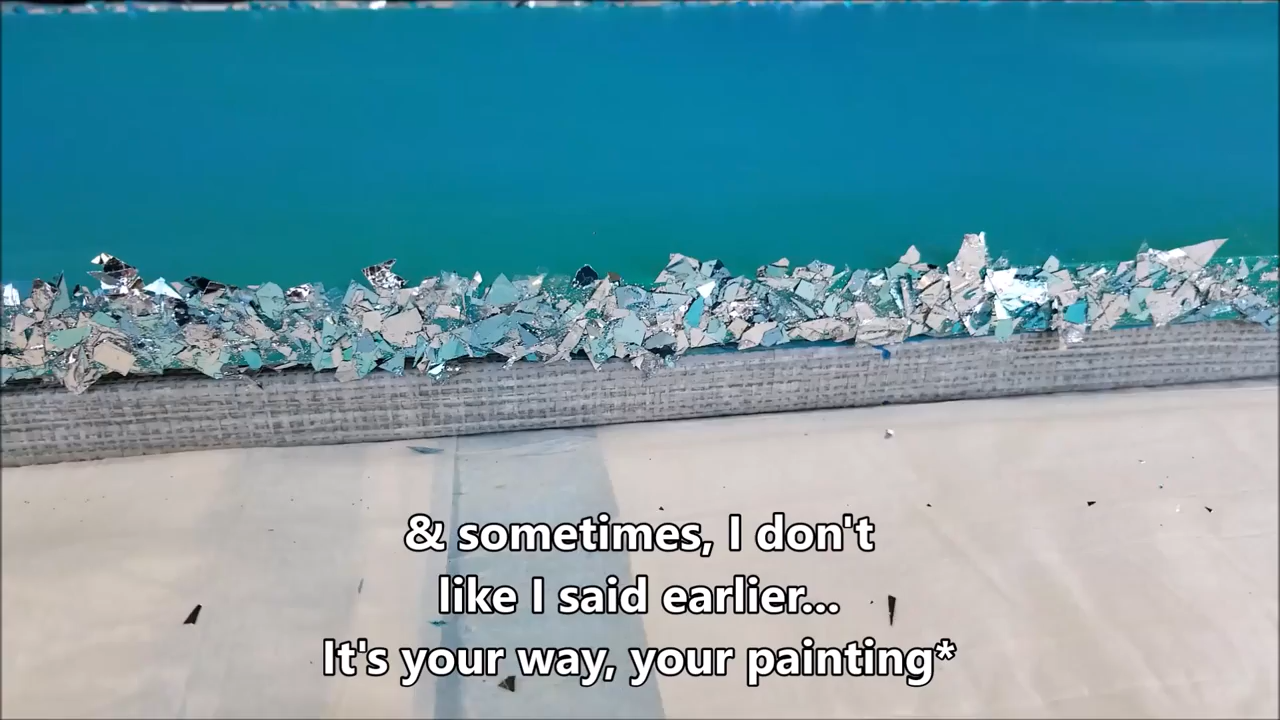 & sometimes, I don't
like I said earlier...
It's your way, your painting*